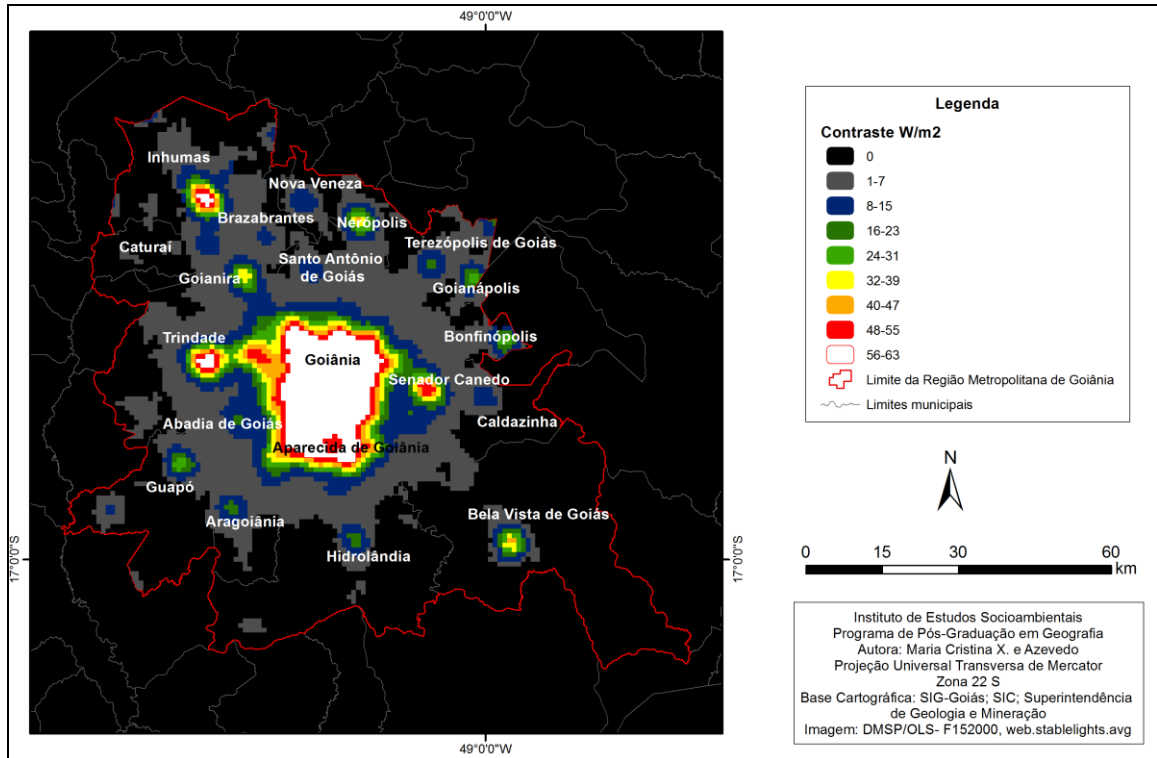 49°0'0"W
Inhumas
Nova Veneza
Brazabrantes
Nerópolis
Caturaí
Terezópolis de Goiás
Santo Antônio
de Goiás
Goianira
Goianápolis
Trindade
Goiânia
Bonfinópolis
Senador Canedo
Abadia de Goiás
Caldazinha
Aparecida de Goiânia
Guapó
Aragoiânia
Bela Vista de Goiás
Hidrolândia
17°0'0"S
17°0'0"S
49°0'0"W
Legenda
Contraste W/m2
0
1-7
8-15
16-23
24-31
32-39
40-47
48-55
56-63
Limite da Região Metropolitana de Goiânia
Limites municipais
N
0 15 30 60
km
Instituto de Estudos Socioambientais
Programa de Pós-Graduação em Geografia
Autora: Maria Cristina X. e Azevedo
Projeção Universal Transversa de Mercator
Zona 22 S
Base Cartográfica: SIG-Goiás; SIC; Superintendência
de Geologia e Mineração
Imagem: DMSP/OLS- F152000, web.stablelights.avg